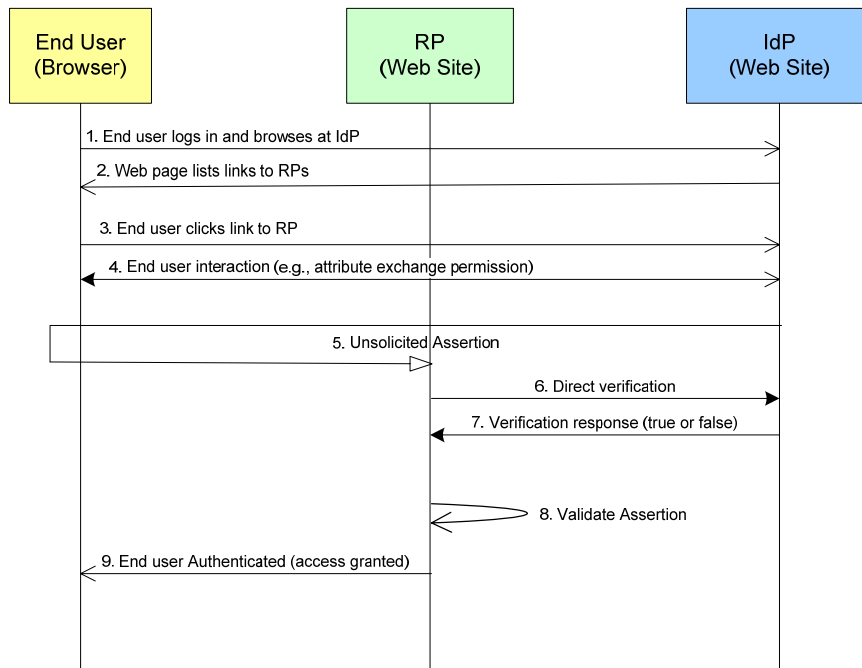 End User
(Browser)
RP
(Web Site)
IdP
(Web Site)
1. End user logs in and browses at IdP
2. Web page lists links to RPs
3. End user clicks link to RP
4. End user interaction (e.g., attribute exchange permission)
5. Unsolicited Assertion
6. Direct verification
7. Verification response (true or false)
8. Validate Assertion
9. End user Authenticated (access granted)